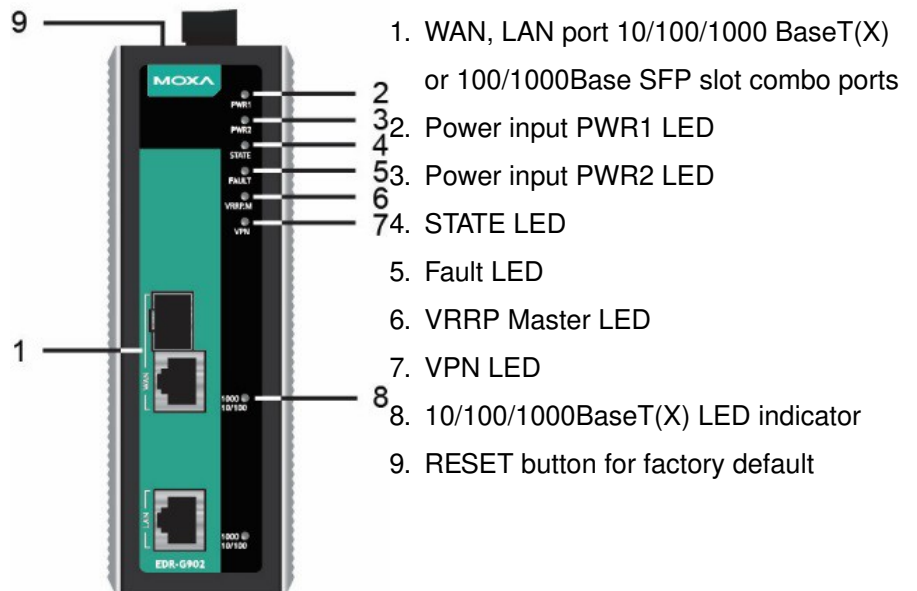 9
1. WAN, LAN port 10/100/1000 BaseT(X)
or 100/1000Base SFP slot combo ports
2. Power input PWR1 LED
3. Power input PWR2 LED
4. STATE LED
5. Fault LED
6. VRRP Master LED
7. VPN LED
8. 10/100/1000BaseT(X) LED indicator
9. RESET button for factory default
MOXA
PWR1
2
PWR2
3
STATE
4
FAULT
5
VRRP.M
6
VPN
7
1
WAN
1000
10/100
8
LAN
1000
10/100
EDR-G902